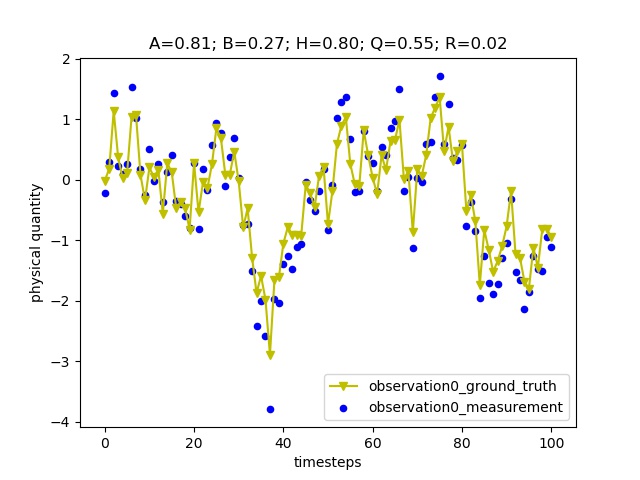 A=0.81; B=0.27; H=0.80; Q=0.55; R=0.02
2
1
0
−1
−2
−3
−4
physical quantity
0
20
40
60
80
100
timesteps
observation0_ground_truth
observation0_measurement